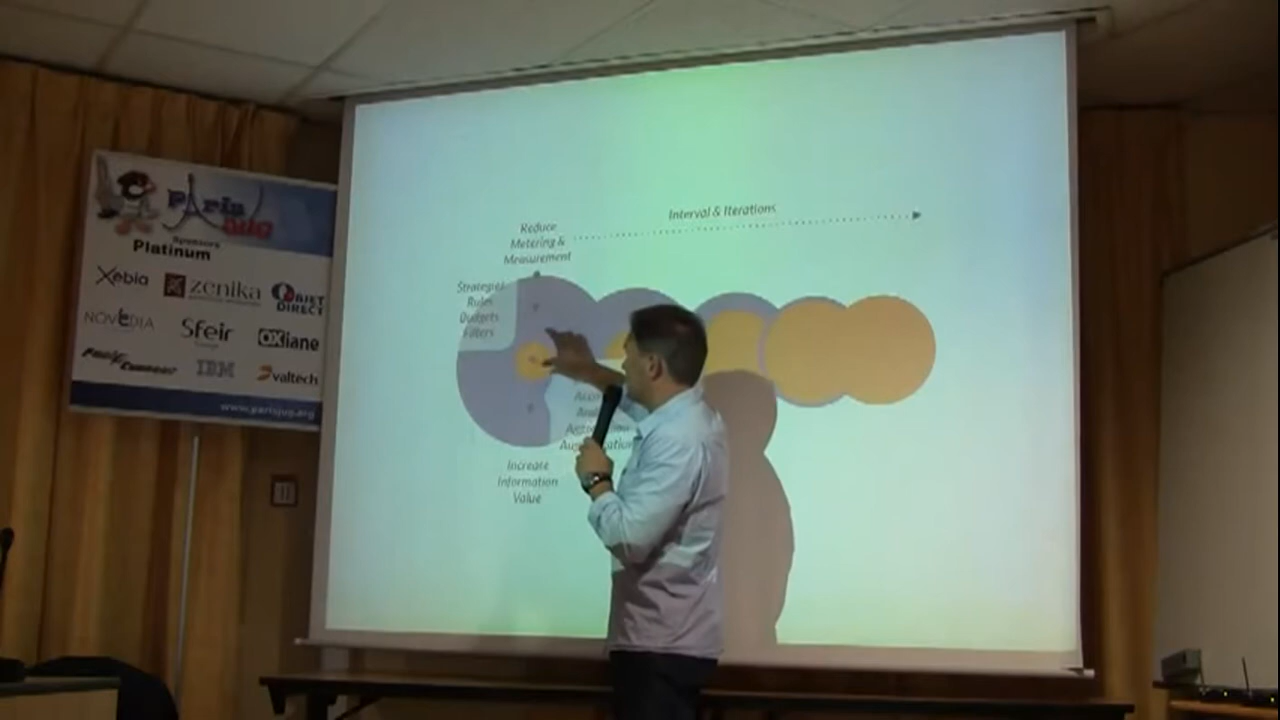 Paris
JUG
Sponsors
Platinum
Xebia
zenika
OBJET
DIRECT
NOVEDIA
Sfeir
OXiane
IBM
valtech
www.parisjug.org
Interval & Iterations
Reduce
Metering &
Measurement
Strategies
Rules
Budgets
Filters
Increase
Information
Value